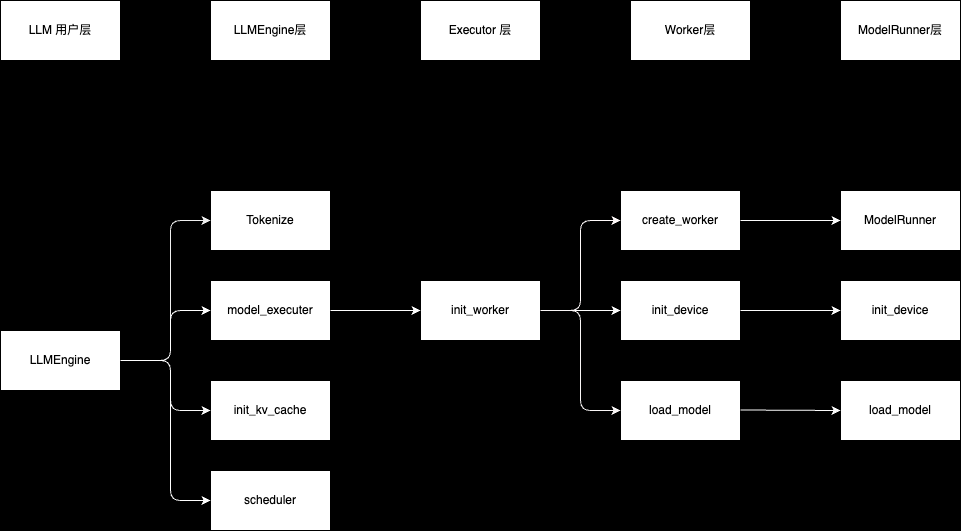 LLM 用户层
LLMEngine层
Executor 层
Worker层
ModelRunner层
Tokenize
create_worker
ModelRunner
model_executer
init_worker
init_device
init_device
LLMEngine
init_kv_cache
load_model
load_model
scheduler